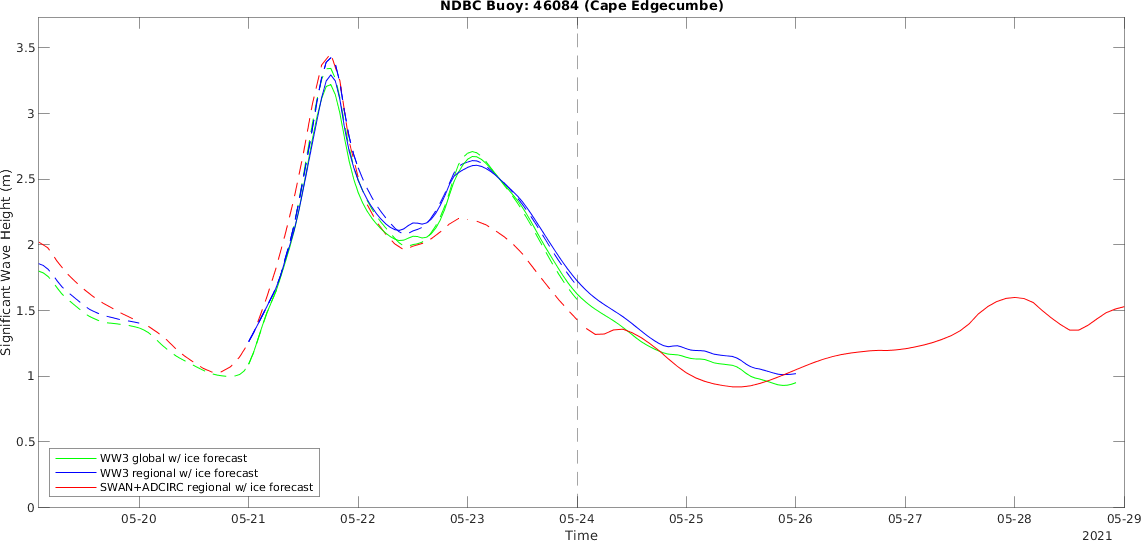 NDBC Buoy: 46084 (Cape Edgecumbe)
Significant Wave Height (m)
3.5
3
2.5
2
1.5
1
0.5
0
WW3 global w/ ice forecast
WW3 regional w/ ice forecast
SWAN+ADCIRC regional w/ ice forecast
05-20 05-21 05-22 05-23 05-24 05-25 05-26 05-27 05-28 05-29
Time
2021